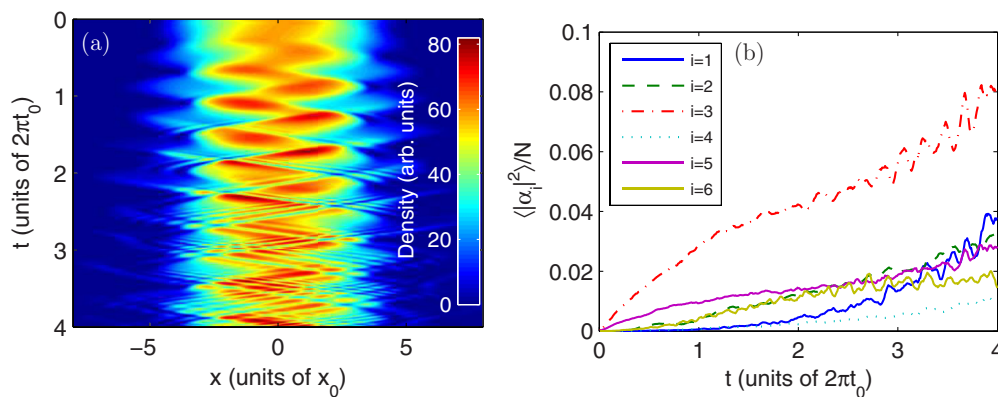 (a)
0
1
2
3
4
t (units of 2πt₀)
−5
0
5
x (units of x₀)
80
60
40
20
0
Density (arb. units)
(b)
i=1
i=2
i=3
i=4
i=5
i=6
0.1
0.08
0.06
0.04
0.02
0
⟨|αᵢ|²⟩/N
0
1
2
3
4
t (units of 2πt₀)